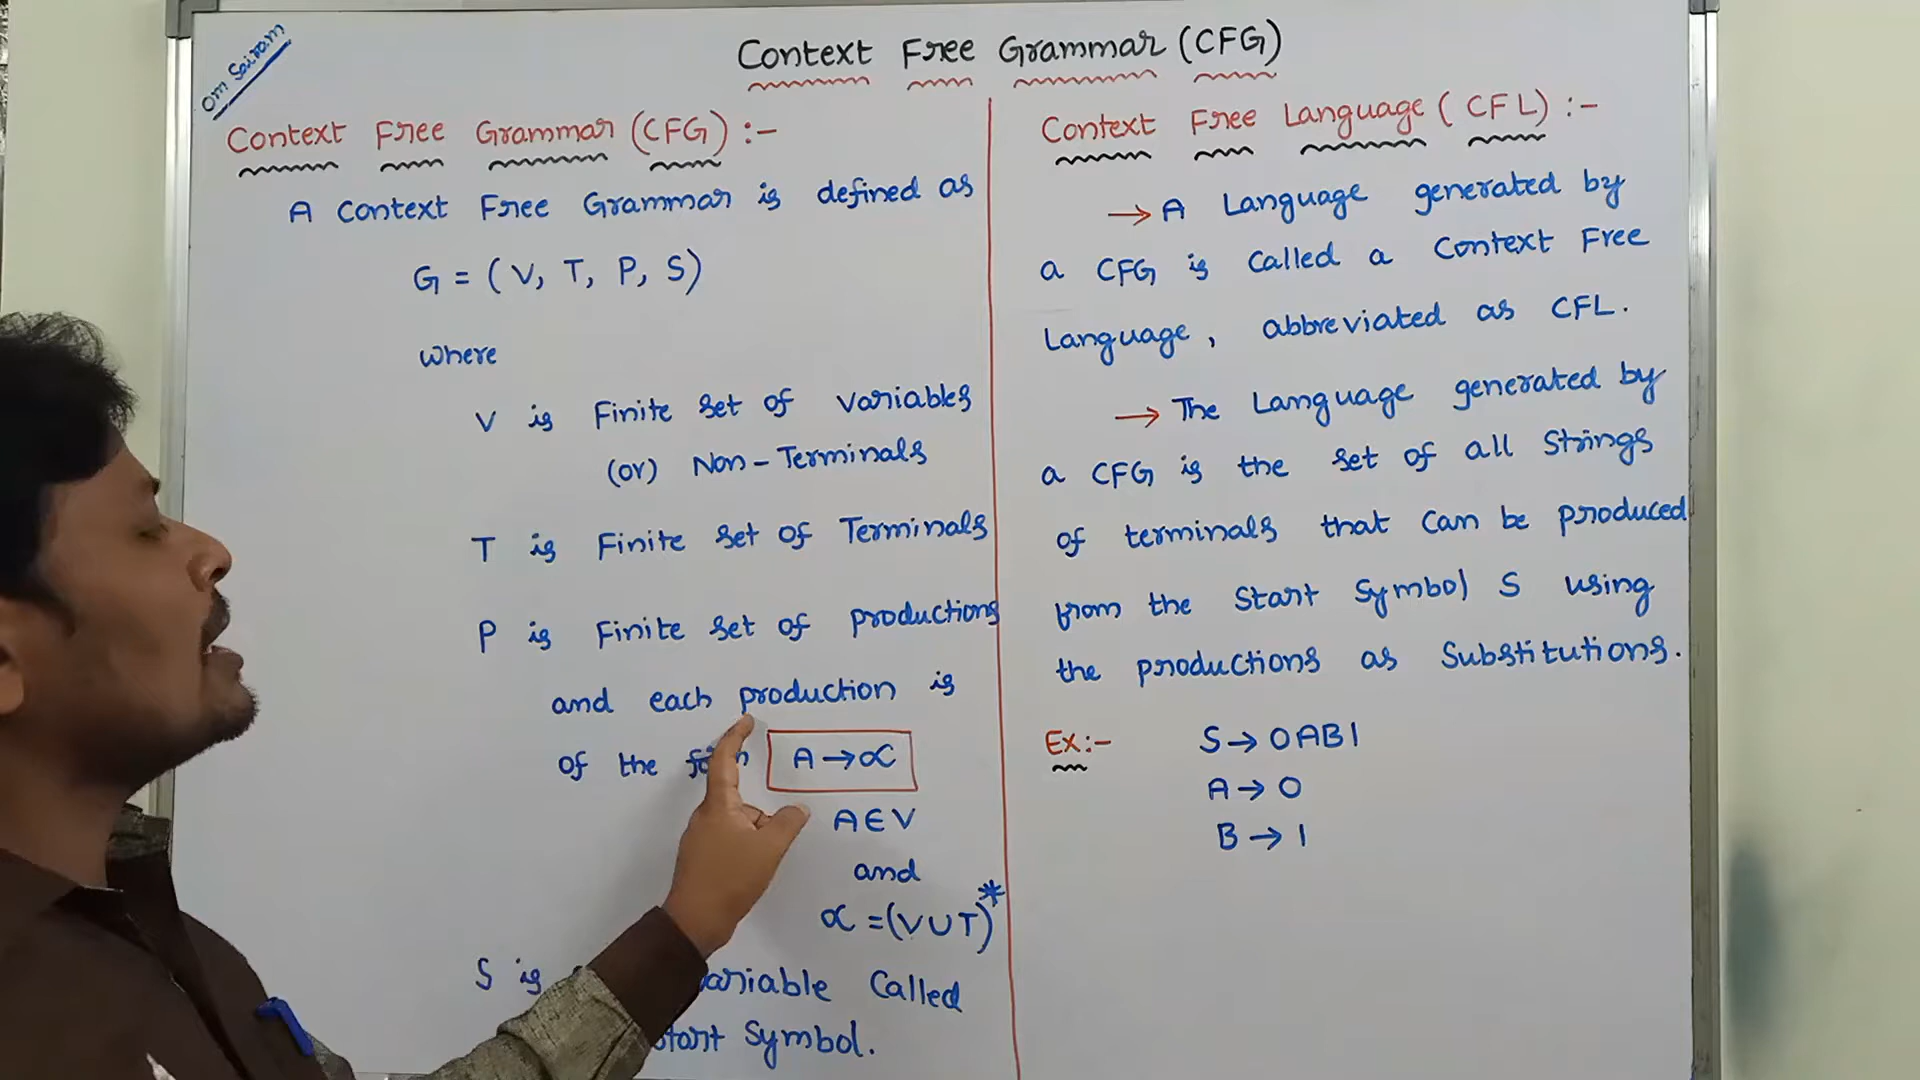 Om Sairam
Context Free Grammar (CFG)
Context Free Grammar (CFG) :-
A Context Free Grammar is defined as
G = (V, T, P, S)
where
V is Finite set of variables
(or) Non-Terminals
T is Finite set of Terminals
P is Finite set of productions
and each production is
of the A → ∝
A ∈ V
and
∝ = (V U T)*
S is variable Called
Start Symbol.
Context Free Language (CFL) :-
→ A Language generated by
a CFG is Called a Context Free
Language, abbreviated as CFL.
→ The Language generated by
a CFG is the set of all Strings
of terminals that Can be produced
from the Start Symbol S using
the productions as Substitutions.
Ex:- S → 0AB1
A → 0
B → 1